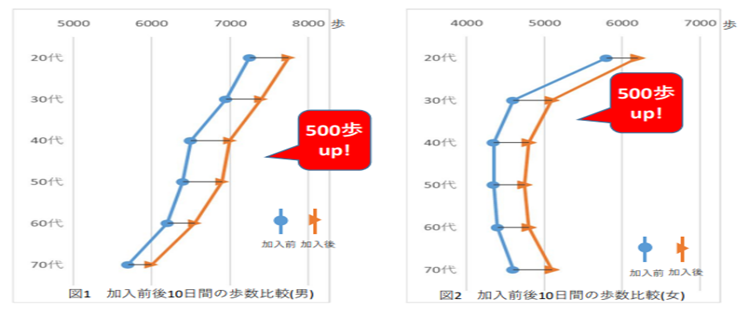 5000 6000 7000 8000 歩
20代
30代
40代
50代
60代
70代
500歩
up!
加入前 加入後
図1 加入前後10日間の歩数比較(男)
4000 5000 6000 7000 歩
20代
30代
40代
50代
60代
70代
500歩
up!
加入前 加入後
図2 加入前後10日間の歩数比較(女)